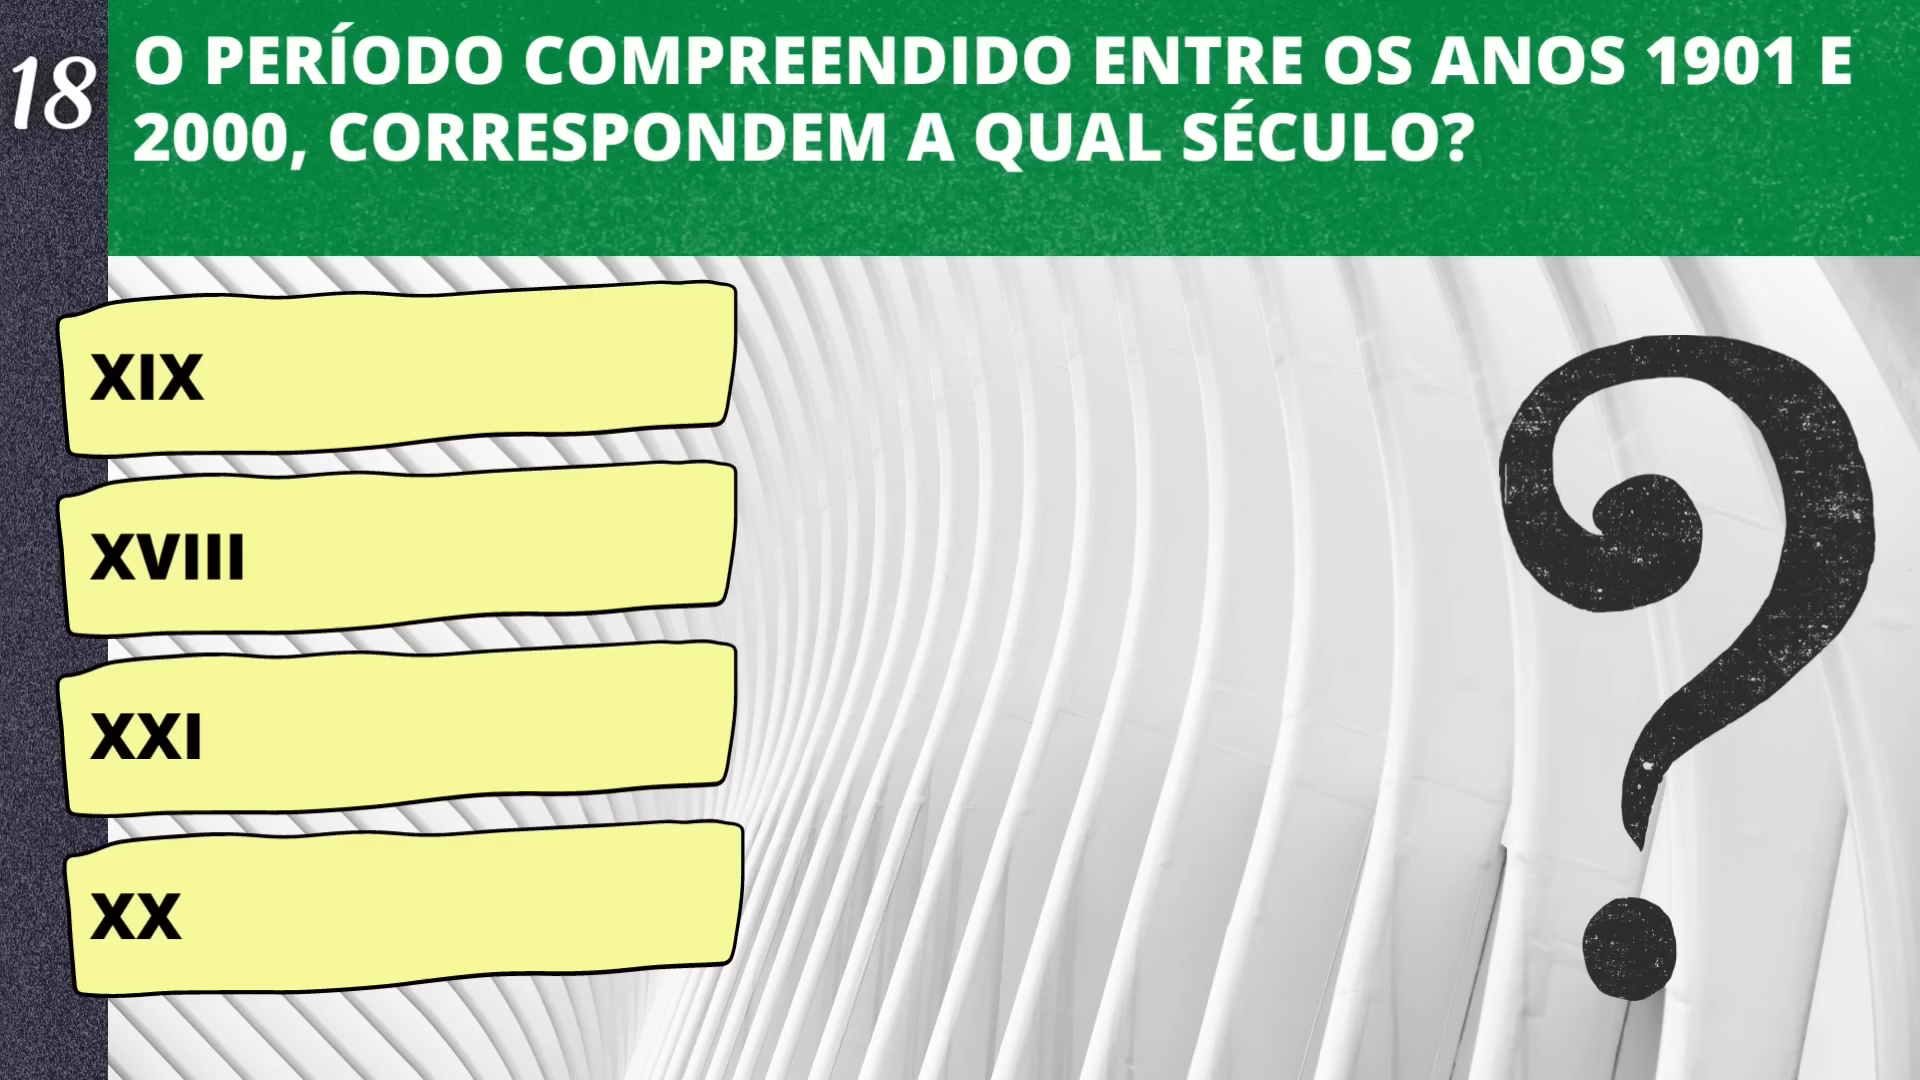 18
O PERÍODO COMPREENDIDO ENTRE OS ANOS 1901 E
2000, CORRESPONDEM A QUAL SÉCULO?
XIX
XVIII
XXI
XX
?